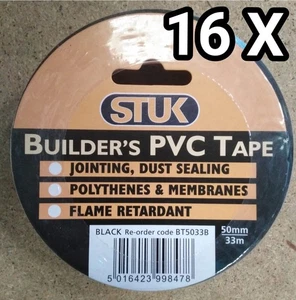 16 X
STUK
BUILDER'S PVC TAPE
JOINTING, DUST SEALING
POLYTHENES & MEMBRANES
FLAME RETARDANT
50mm
33m
BLACK Re-order code BT5033B
5 016423 998478